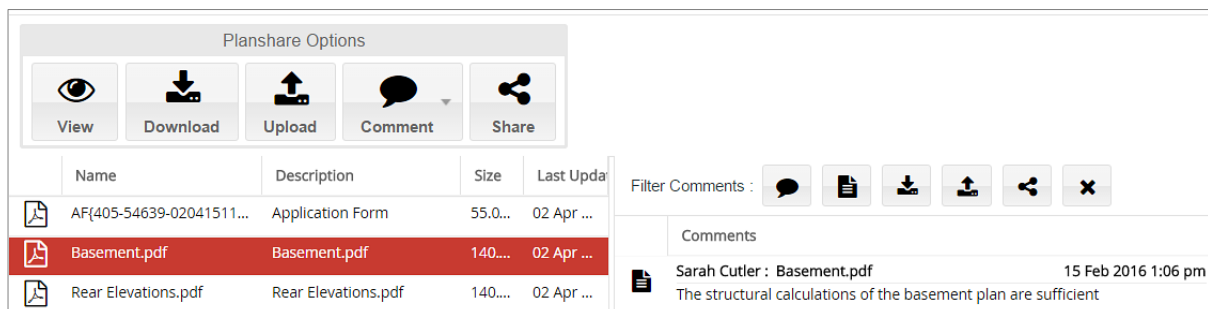 Planshare Options
View Download Upload Comment Share
Name Description Size Last Upda
Filter Comments :
AF{405-54639-02041511... Application Form 55.0... 02 Apr ...
Comments
Basement.pdf Basement.pdf 140.... 02 Apr ...
Sarah Cutler : Basement.pdf 15 Feb 2016 1:06 pm
Rear Elevations.pdf Rear Elevations.pdf 140.... 02 Apr ...
The structural calculations of the basement plan are sufficient